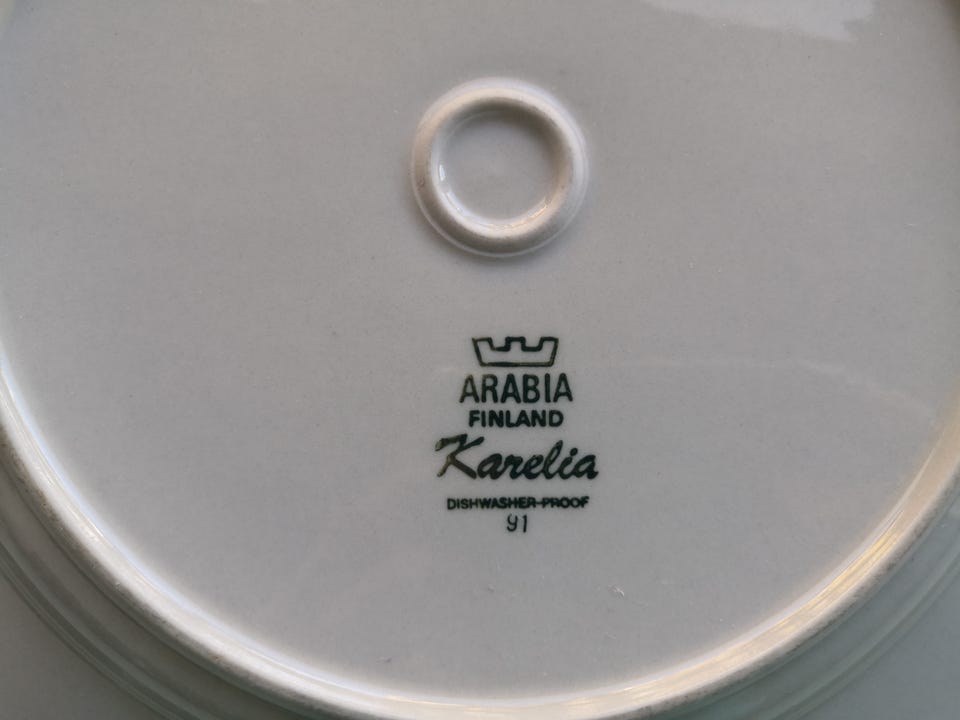 ARABIA
FINLAND
Karelia
DISHWASHER-PROOF
91